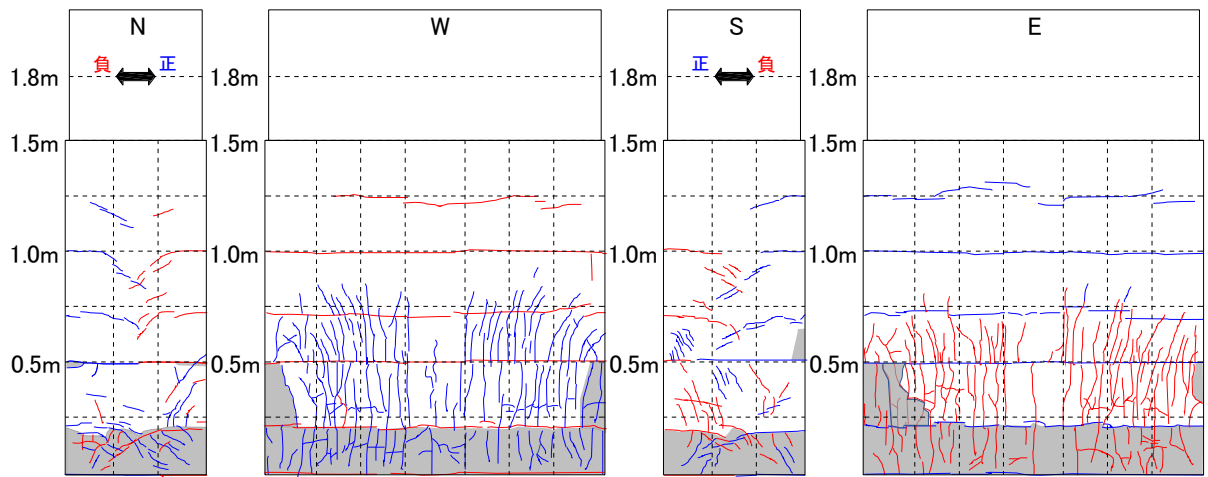 N W S E
負 正 正 負
1.8m 1.8m 1.8m 1.8m
1.5m 1.5m 1.5m 1.5m
1.0m 1.0m 1.0m 1.0m
0.5m 0.5m 0.5m 0.5m